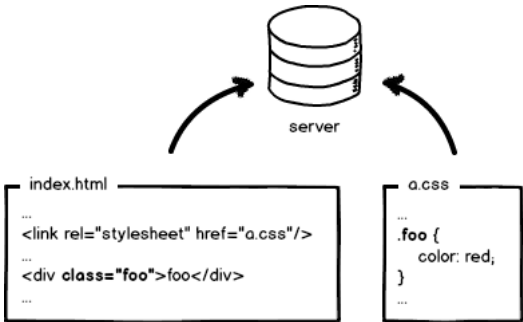 server
index.html
...
<link rel="stylesheet" href="a.css"/>
...
<div class="foo">foo</div>
...
a.css
...
.foo {
    color: red;
}
...